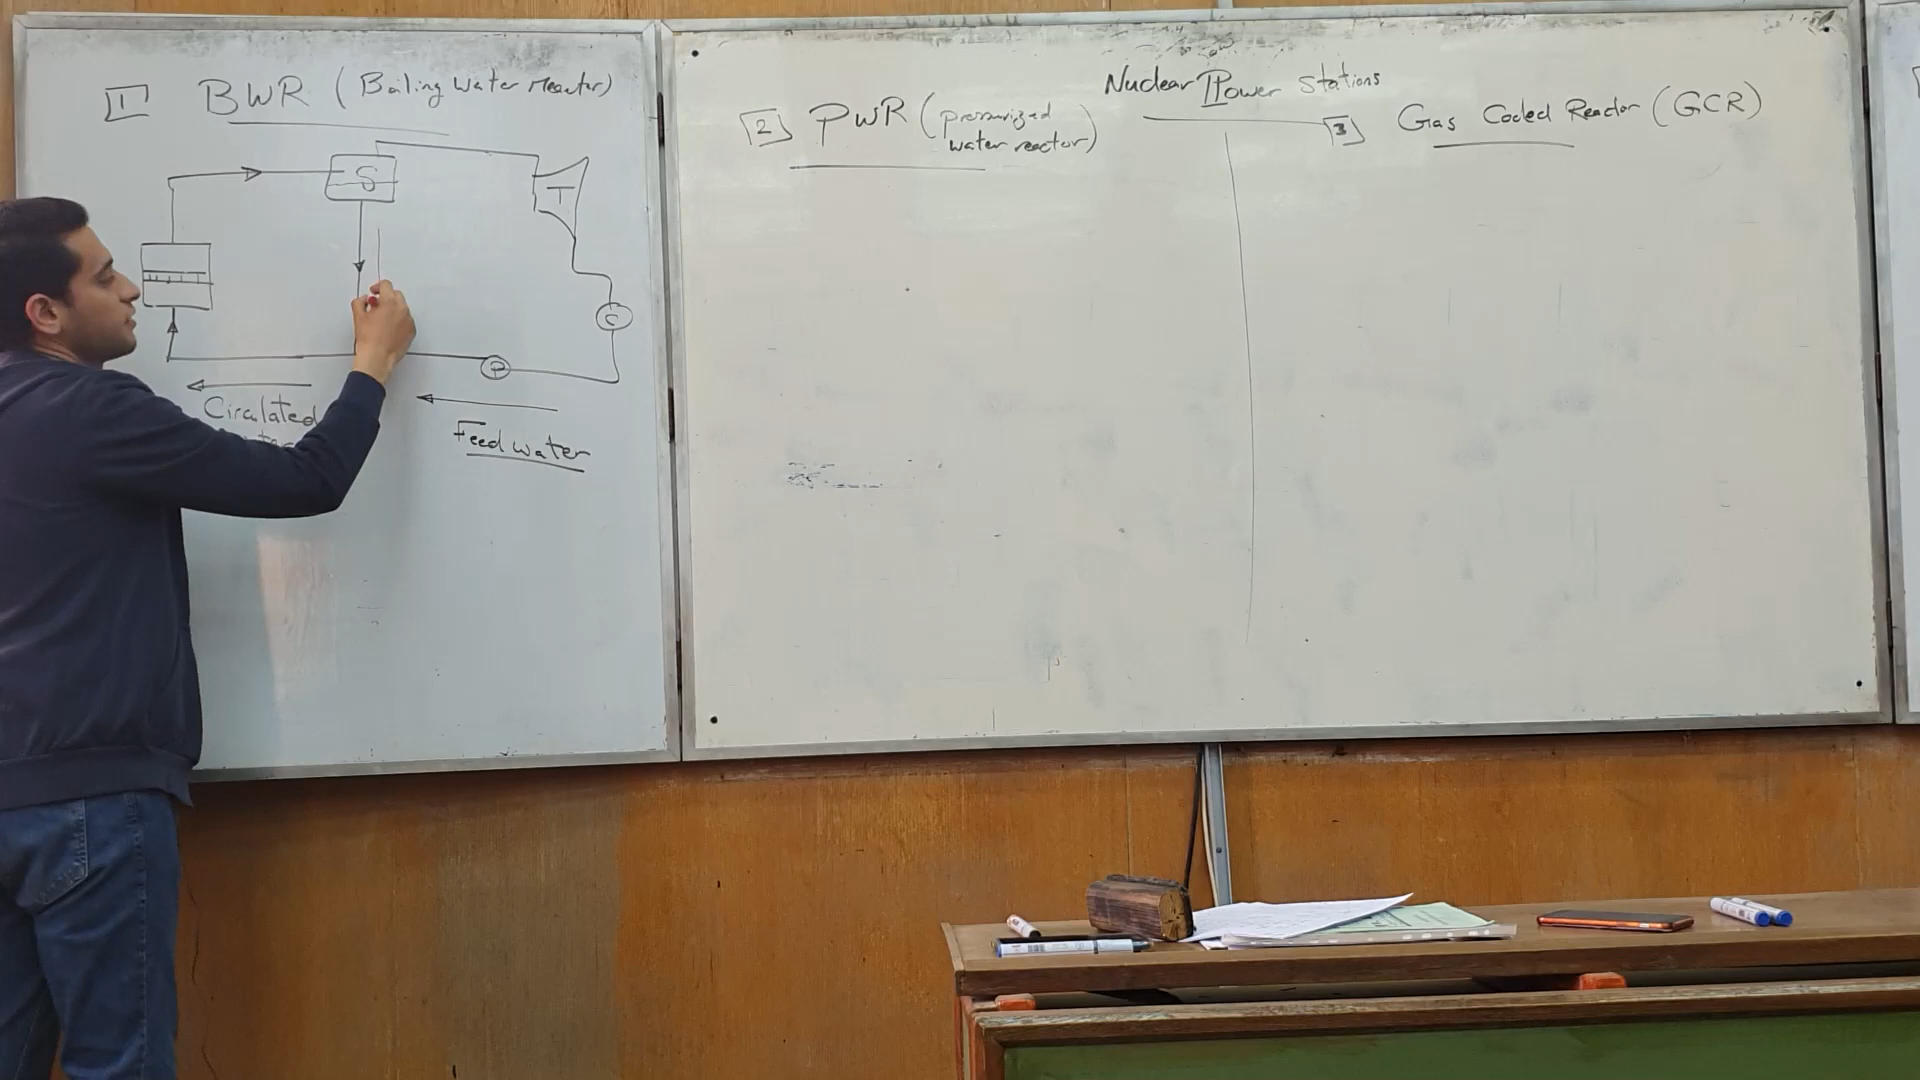 Nuclear Power Stations
1 BWR (Boiling Water reactor)
S
T
C
P
Circulated
Feed water
2 PWR (pressurized
water reactor)
3 Gas Cooled Reactor (GCR)